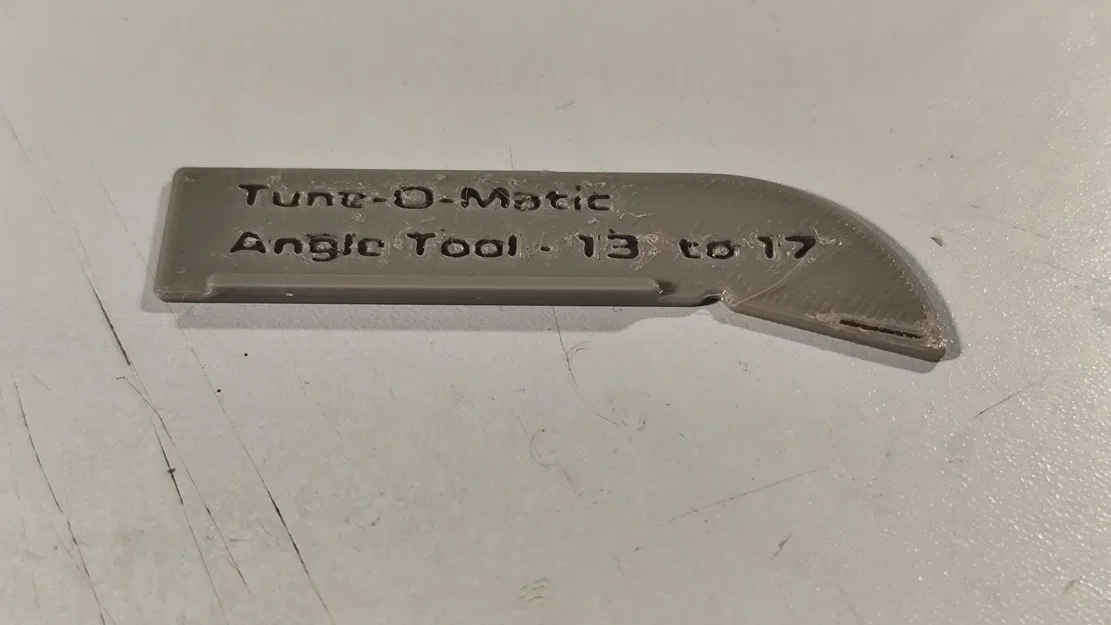 Tune-O-Matic
Angle Tool - 13 to 17